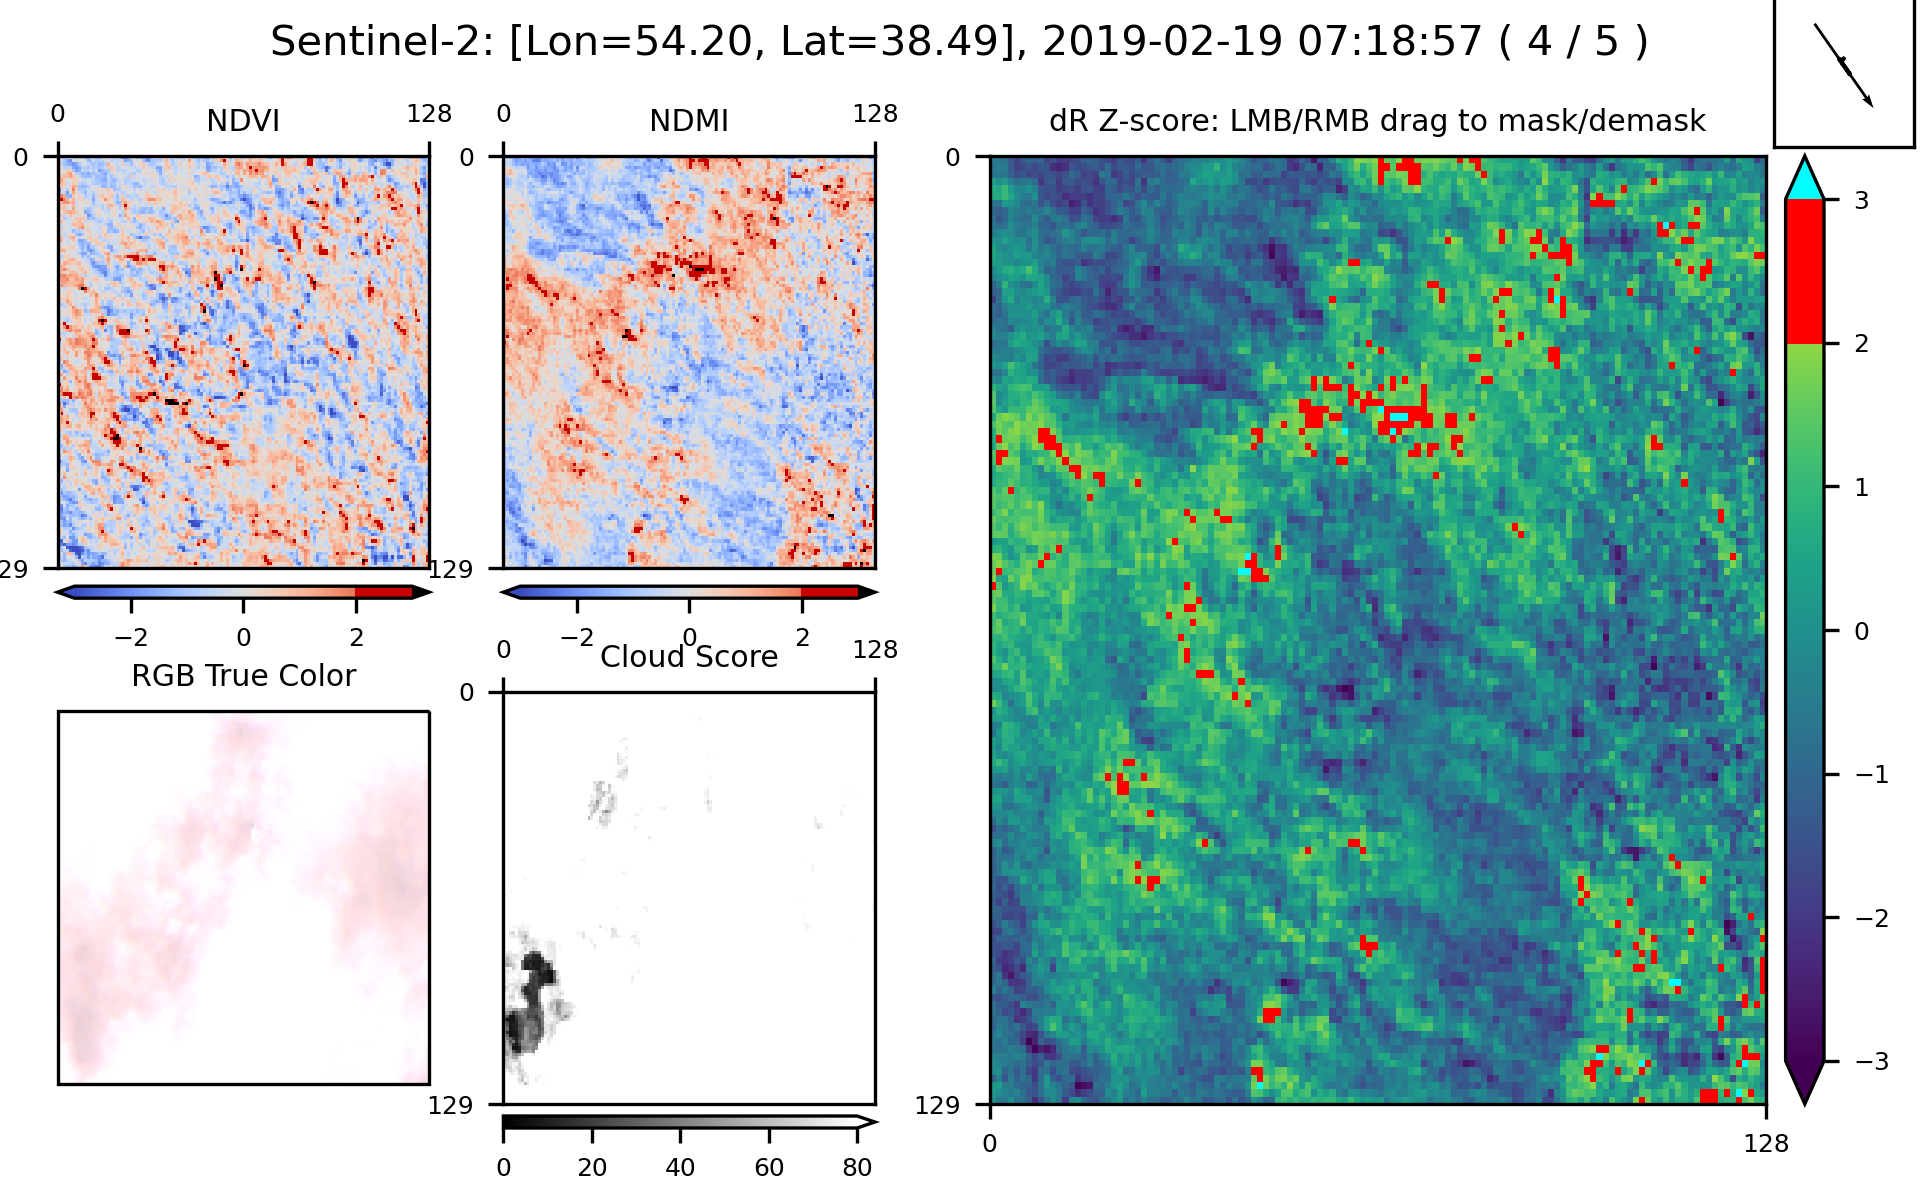 Sentinel-2: [Lon=54.20, Lat=38.49], 2019-02-19 07:18:57 ( 4 / 5 )
0 NDVI 128
0
29
−2 0 2
0 NDMI 128
0
129
−2 0 2
RGB True Color
0 Cloud Score 128
0
129
0 20 40 60 80
dR Z-score: LMB/RMB drag to mask/demask
0
129
0 128
3
2
1
0
−1
−2
−3